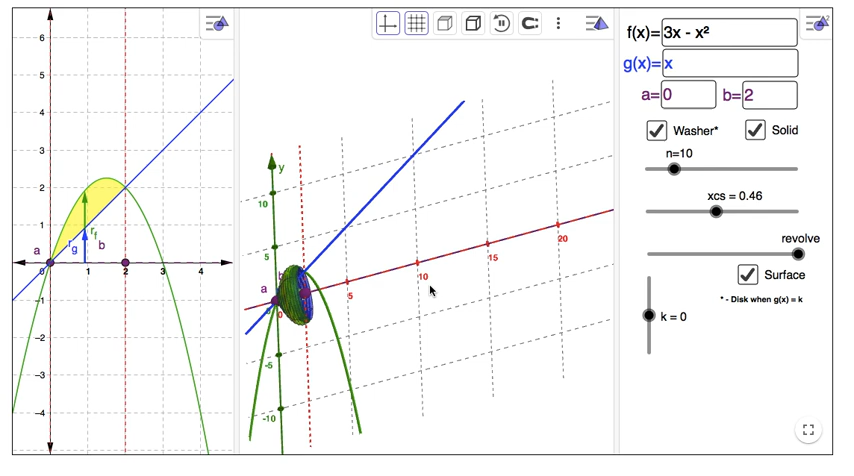 6
5
4
3
2
1
0
1
2
3
4
−1
−2
−3
−4
a
b
r_f
r_g
y
10
5
a
b
0
0
5
10
15
20
-5
-10
f(x)=3x - x²
g(x)=x
a=0 b=2
Washer* Solid
n=10
xcs = 0.46
revolve
Surface
* - Disk when g(x) = k
k = 0